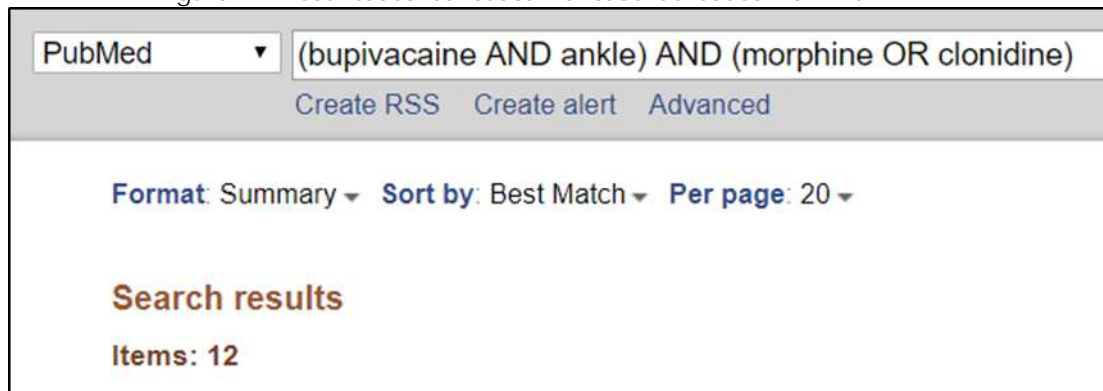 PubMed (bupivacaine AND ankle) AND (morphine OR clonidine)
Create RSS Create alert Advanced
Format: Summary Sort by: Best Match Per page: 20
Search results
Items: 12